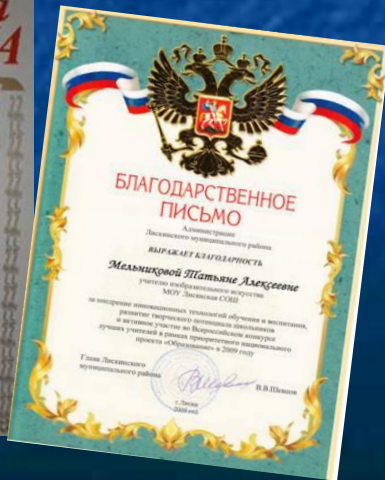 БЛАГОДАРСТВЕННОЕ
ПИСЬМО
Администрация
Лискинского муниципального района
ВЫРАЖАЕТ БЛАГОДАРНОСТЬ
Мельниковой Татьяне Алексеевне
учителю изобразительного искусства
МОУ СОШ
за внедрение инновационных технологий обучения и воспитания,
развитие творческого потенциала школьников
и активное участие во Всероссийском конкурсе
лучших учителей в рамках приоритетного национального
проекта «Образование» в 2009 году
Глава Лискинского
муниципального района
В.В.Шевцов
г.Лиски